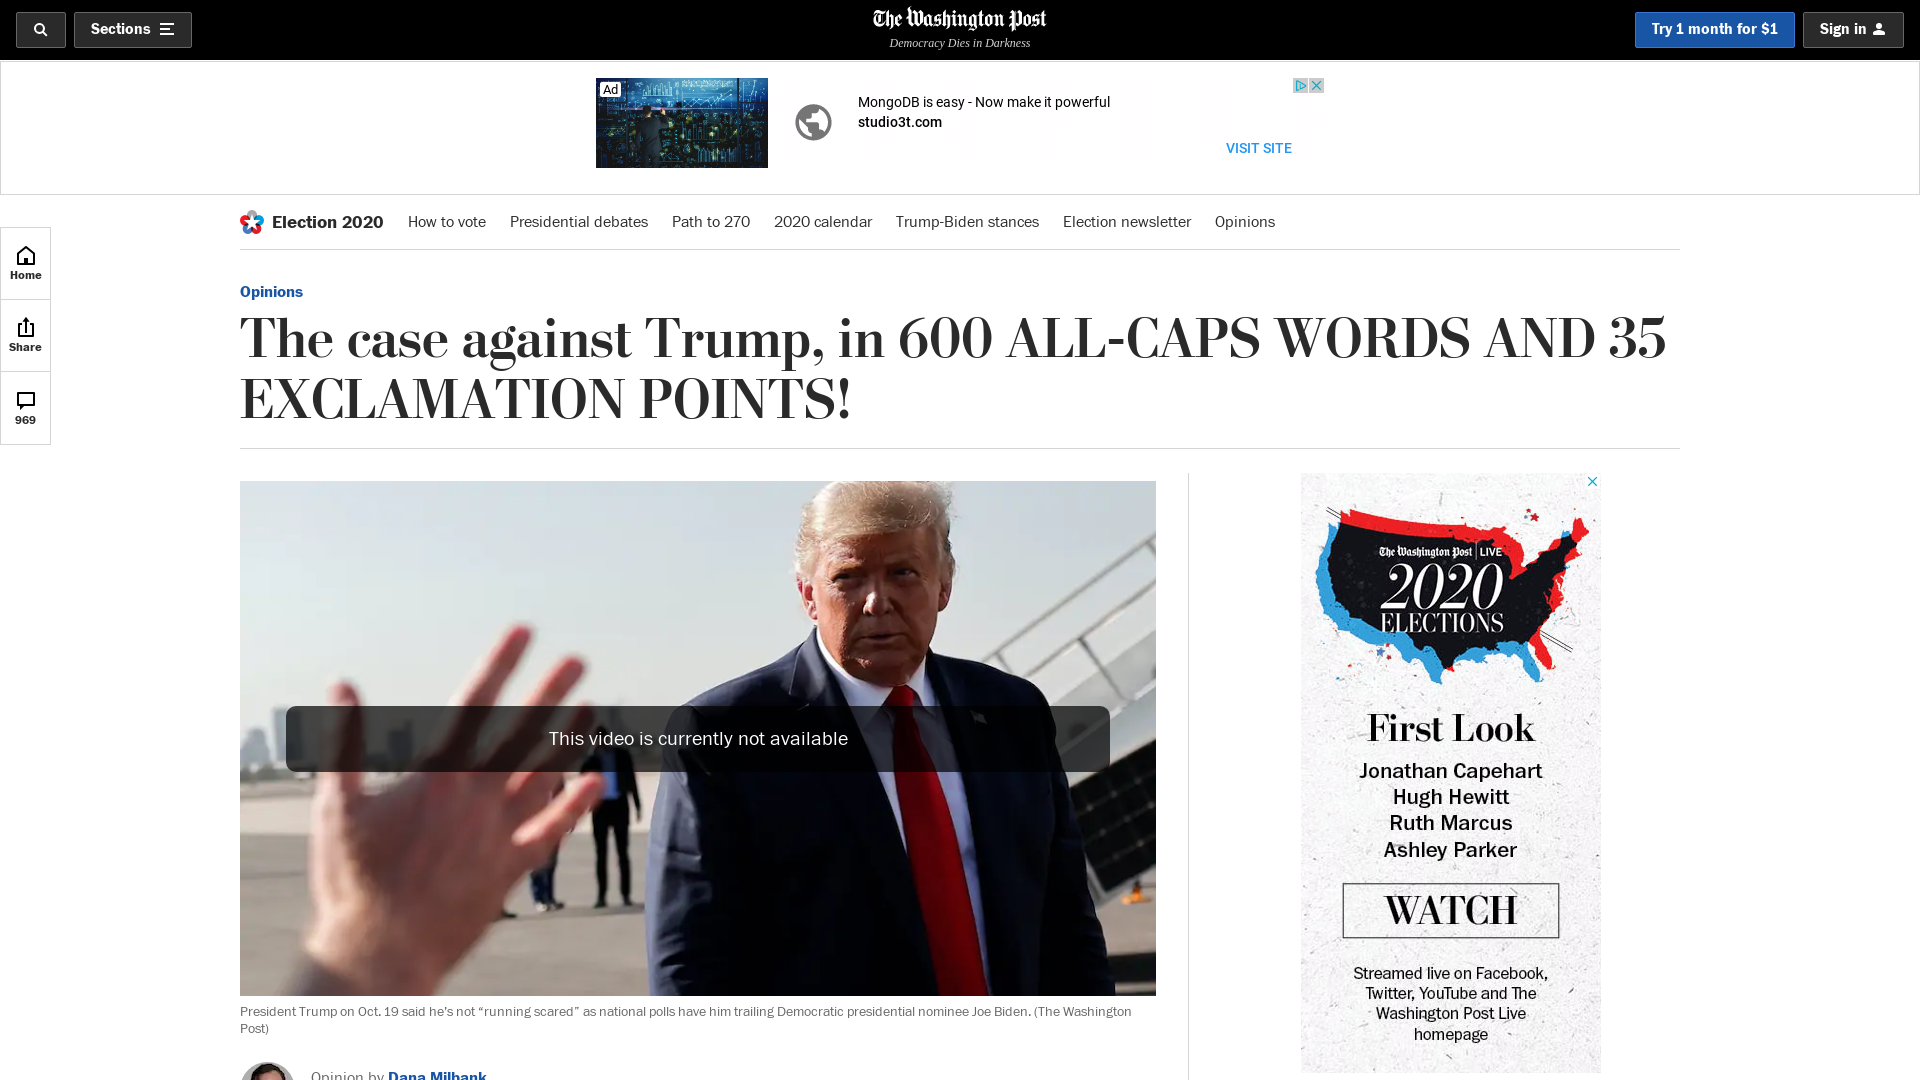 Sections
The Washington Post
Democracy Dies in Darkness
Try 1 month for $1
Sign in
Ad
MongoDB is easy - Now make it powerful
studio3t.com
VISIT SITE
Election 2020
How to vote
Presidential debates
Path to 270
2020 calendar
Trump-Biden stances
Election newsletter
Opinions
Home
Share
969
Opinions
The case against Trump, in 600 ALL-CAPS WORDS AND 35
EXCLAMATION POINTS!
This video is currently not available
President Trump on Oct. 19 said he’s not “running scared” as national polls have him trailing Democratic presidential nominee Joe Biden. (The Washington
Post)
Opinion by Dana Milbank
The Washington Post LIVE
2020
ELECTIONS
First Look
Jonathan Capehart
Hugh Hewitt
Ruth Marcus
Ashley Parker
WATCH
Streamed live on Facebook,
Twitter, YouTube and The
Washington Post Live
homepage